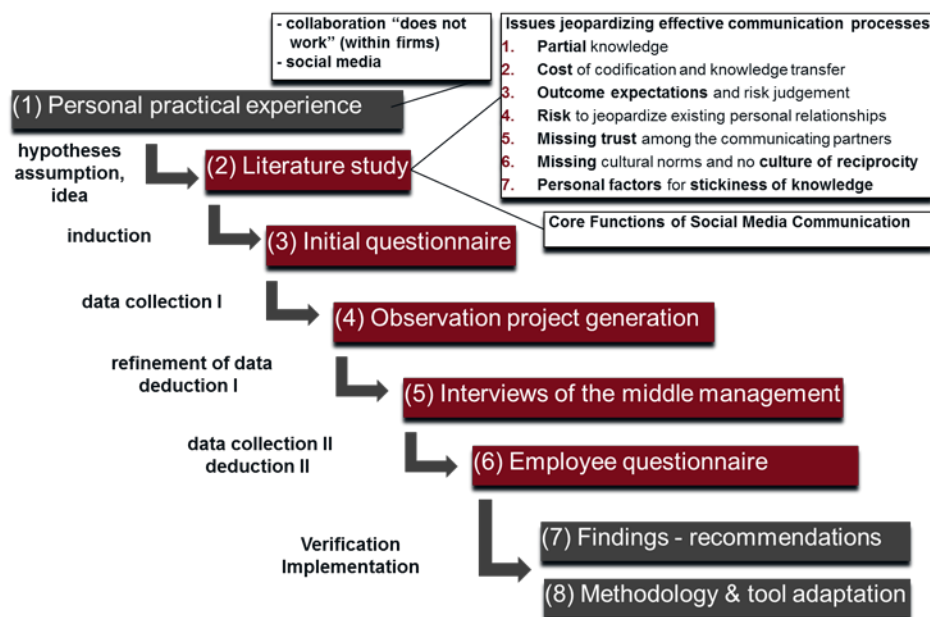 - collaboration “does not
work” (within firms)
- social media
Issues jeopardizing effective communication processes
1. Partial knowledge
2. Cost of codification and knowledge transfer
3. Outcome expectations and risk judgement
4. Risk to jeopardize existing personal relationships
5. Missing trust among the communicating partners
6. Missing cultural norms and no culture of reciprocity
7. Personal factors for stickiness of knowledge
(1) Personal practical experience
hypotheses
assumption,
idea
(2) Literature study
Core Functions of Social Media Communication
induction
(3) Initial questionnaire
data collection I
(4) Observation project generation
refinement of data
deduction I
(5) Interviews of the middle management
data collection II
deduction II
(6) Employee questionnaire
Verification
Implementation
(7) Findings - recommendations
(8) Methodology & tool adaptation